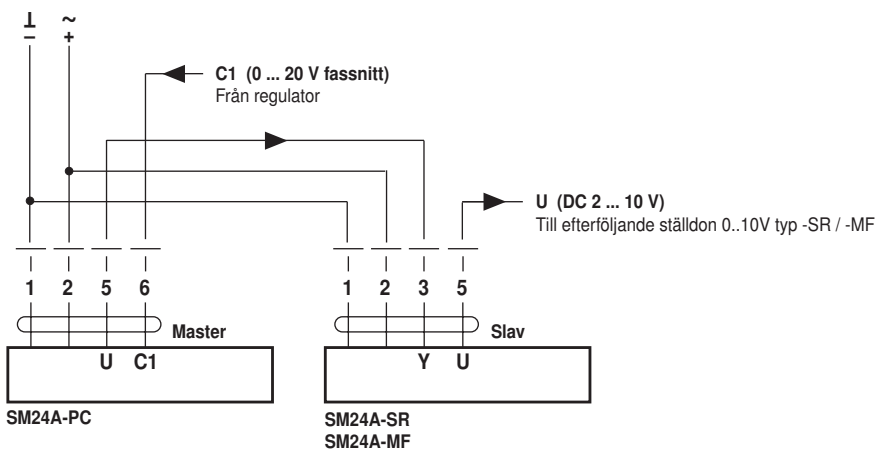 ⊥ ~
– +
C1 (0 ... 20 V fassnitt)
Från regulator
U (DC 2 ... 10 V)
Till efterföljande ställdon 0..10V typ -SR / -MF
1 2 5 6
1 2 3 5
Master
Slav
U C1
Y U
SM24A-PC
SM24A-SR
SM24A-MF